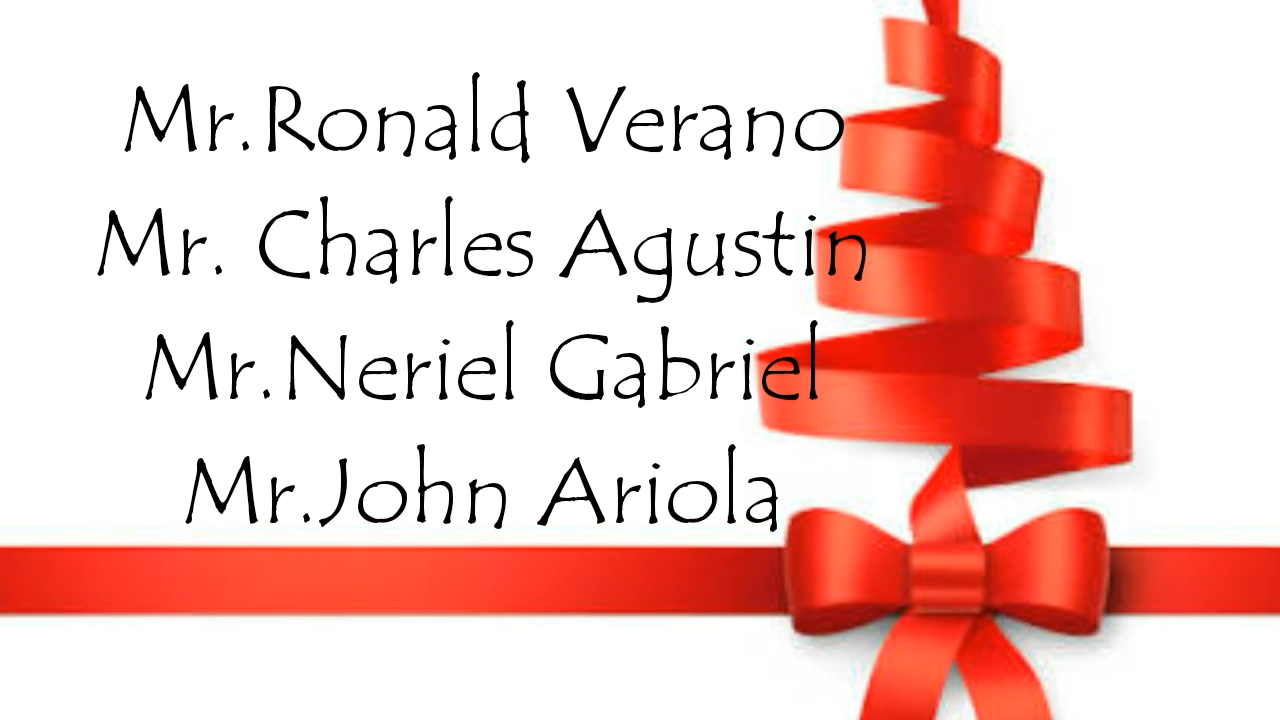 Mr.Ronald Verano
Mr. Charles Agustin
Mr.Neriel Gabriel
Mr.John Ariola